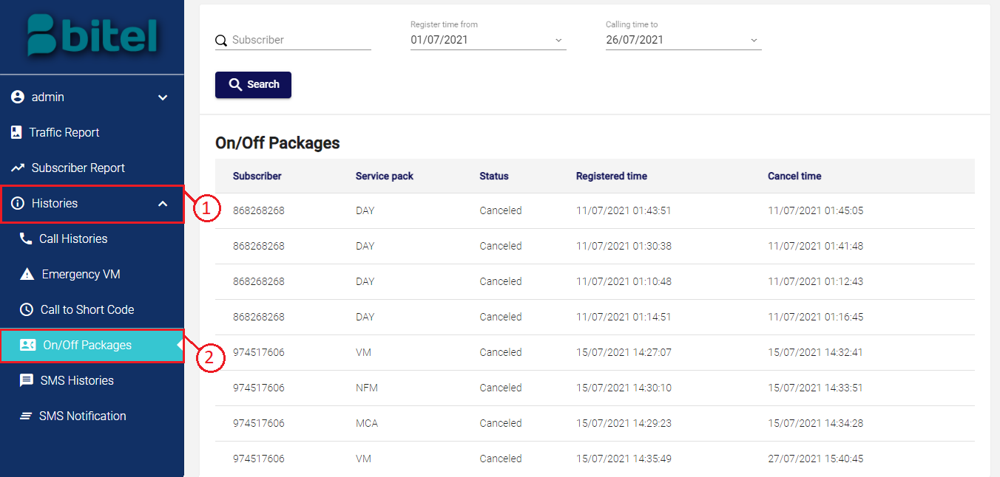 bitel
admin
Traffic Report
Subscriber Report
Histories
1
Call Histories
Emergency VM
Call to Short Code
On/Off Packages
2
SMS Histories
SMS Notification
Register time from
Calling time to
Subscriber
01/07/2021
26/07/2021
Search
On/Off Packages
Subscriber Service pack Status Registered time Cancel time
868268268 DAY Canceled 11/07/2021 01:43:51 11/07/2021 01:45:05
868268268 DAY Canceled 11/07/2021 01:30:38 11/07/2021 01:41:48
868268268 DAY Canceled 11/07/2021 01:10:48 11/07/2021 01:12:43
868268268 DAY Canceled 11/07/2021 01:14:51 11/07/2021 01:16:45
974517606 VM Canceled 15/07/2021 14:27:07 15/07/2021 14:32:41
974517606 NFM Canceled 15/07/2021 14:30:10 15/07/2021 14:33:51
974517606 MCA Canceled 15/07/2021 14:29:23 15/07/2021 14:34:28
974517606 VM Canceled 15/07/2021 14:35:49 27/07/2021 15:40:45